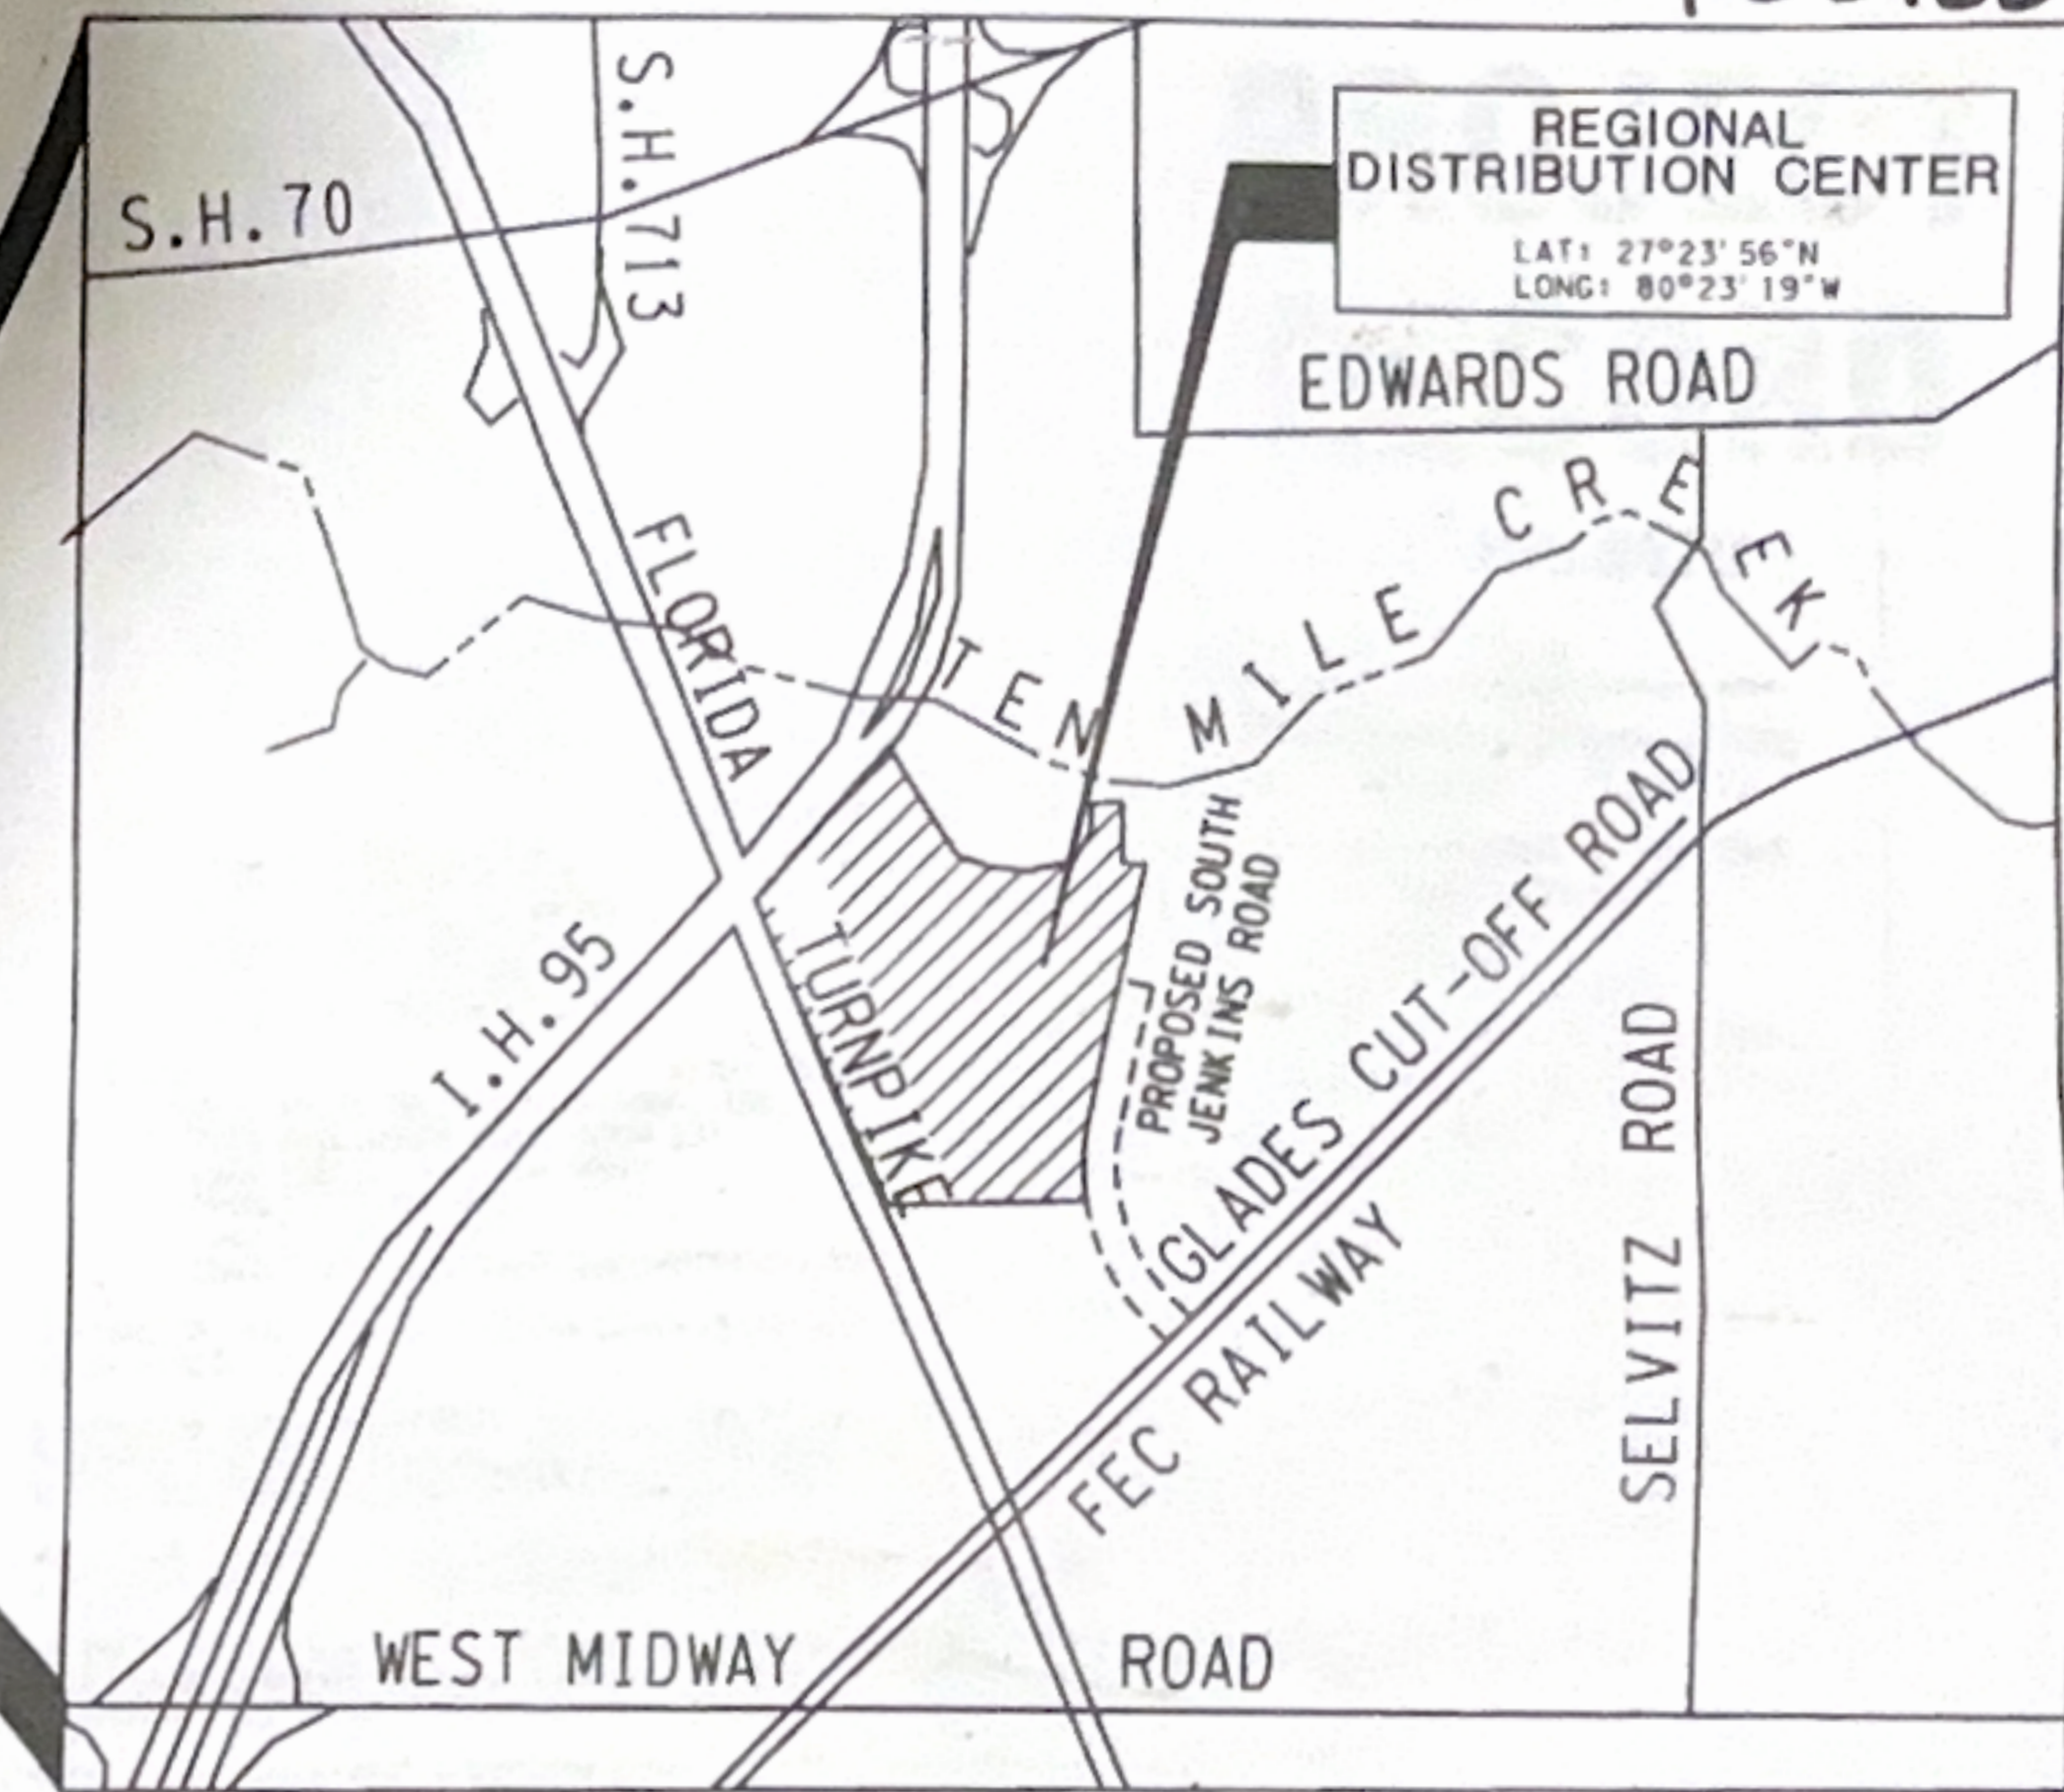 S.H. 70
S.H. 713
REGIONAL
DISTRIBUTION CENTER
LAT: 27°23'56"N
LONG: 80°23'19"W
EDWARDS ROAD
TEN MILE CREEK
FLORIDA TURNPIKE
I.H. 95
PROPOSED SOUTH
JENKINS ROAD
GLADES CUT-OFF ROAD
FEC RAILWAY
SELVITZ ROAD
WEST MIDWAY ROAD